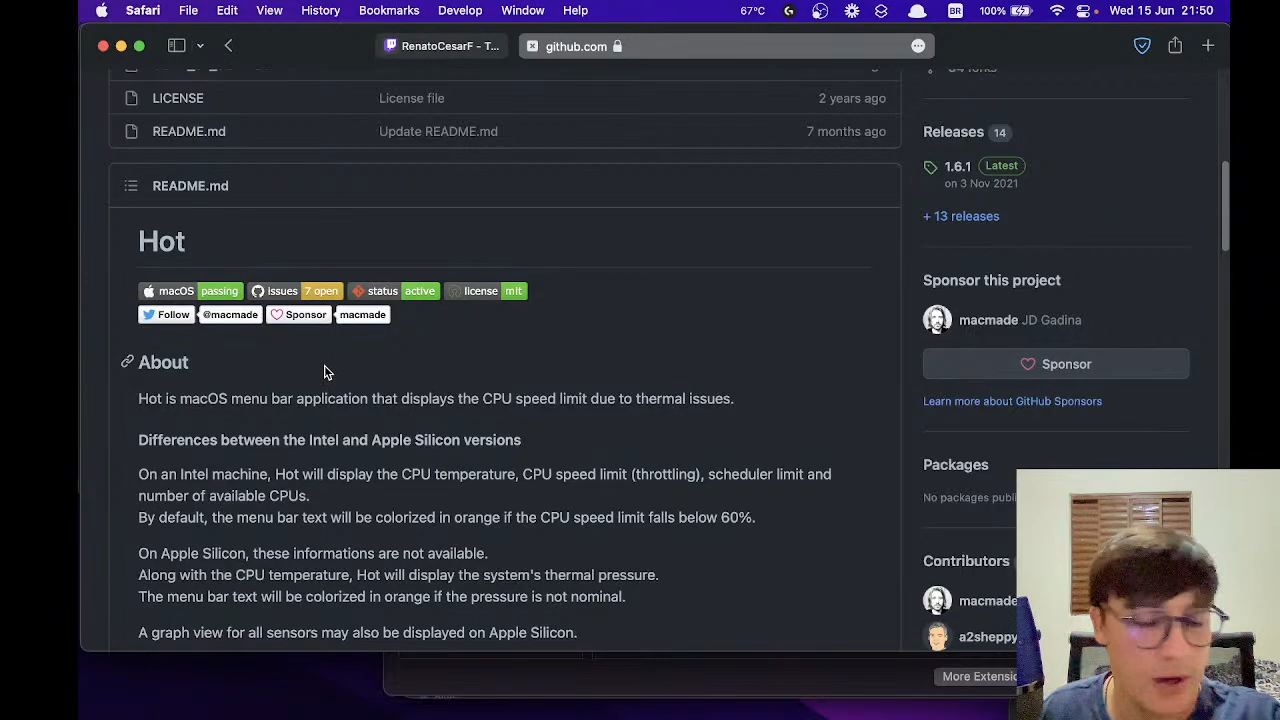 Safari File Edit View History Bookmarks Develop Window Help 67°C BR 100% Wed 15 Jun 21:50
RenatoCesarF - T... github.com
LICENSE License file 2 years ago
README.md Update README.md 7 months ago
README.md
Hot
macOS passing issues 7 open status active license mit
Follow @macmade Sponsor macmade
About
Hot is macOS menu bar application that displays the CPU speed limit due to thermal issues.
Differences between the Intel and Apple Silicon versions
On an Intel machine, Hot will display the CPU temperature, CPU speed limit (throttling), scheduler limit and
number of available CPUs.
By default, the menu bar text will be colorized in orange if the CPU speed limit falls below 60%.
On Apple Silicon, these informations are not available.
Along with the CPU temperature, Hot will display the system's thermal pressure.
The menu bar text will be colorized in orange if the pressure is not nominal.
A graph view for all sensors may also be displayed on Apple Silicon.
Releases 14
1.6.1 Latest
on 3 Nov 2021
+ 13 releases
Sponsor this project
macmade JD Gadina
Sponsor
Learn more about GitHub Sponsors
Packages
No packages publi
Contributors
macmade
a2sheppy
More Extensio